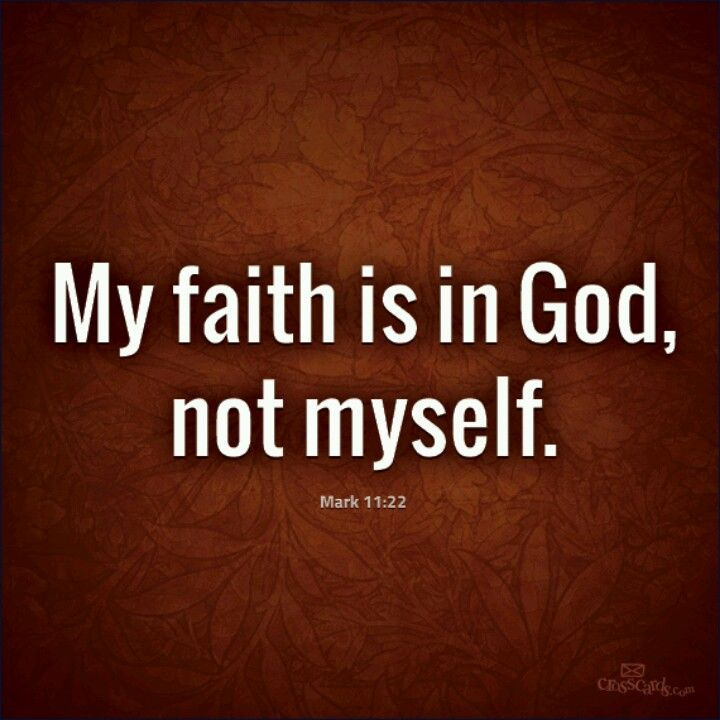 My faith is in God,
not myself.
Mark 11:22
crosscards.com